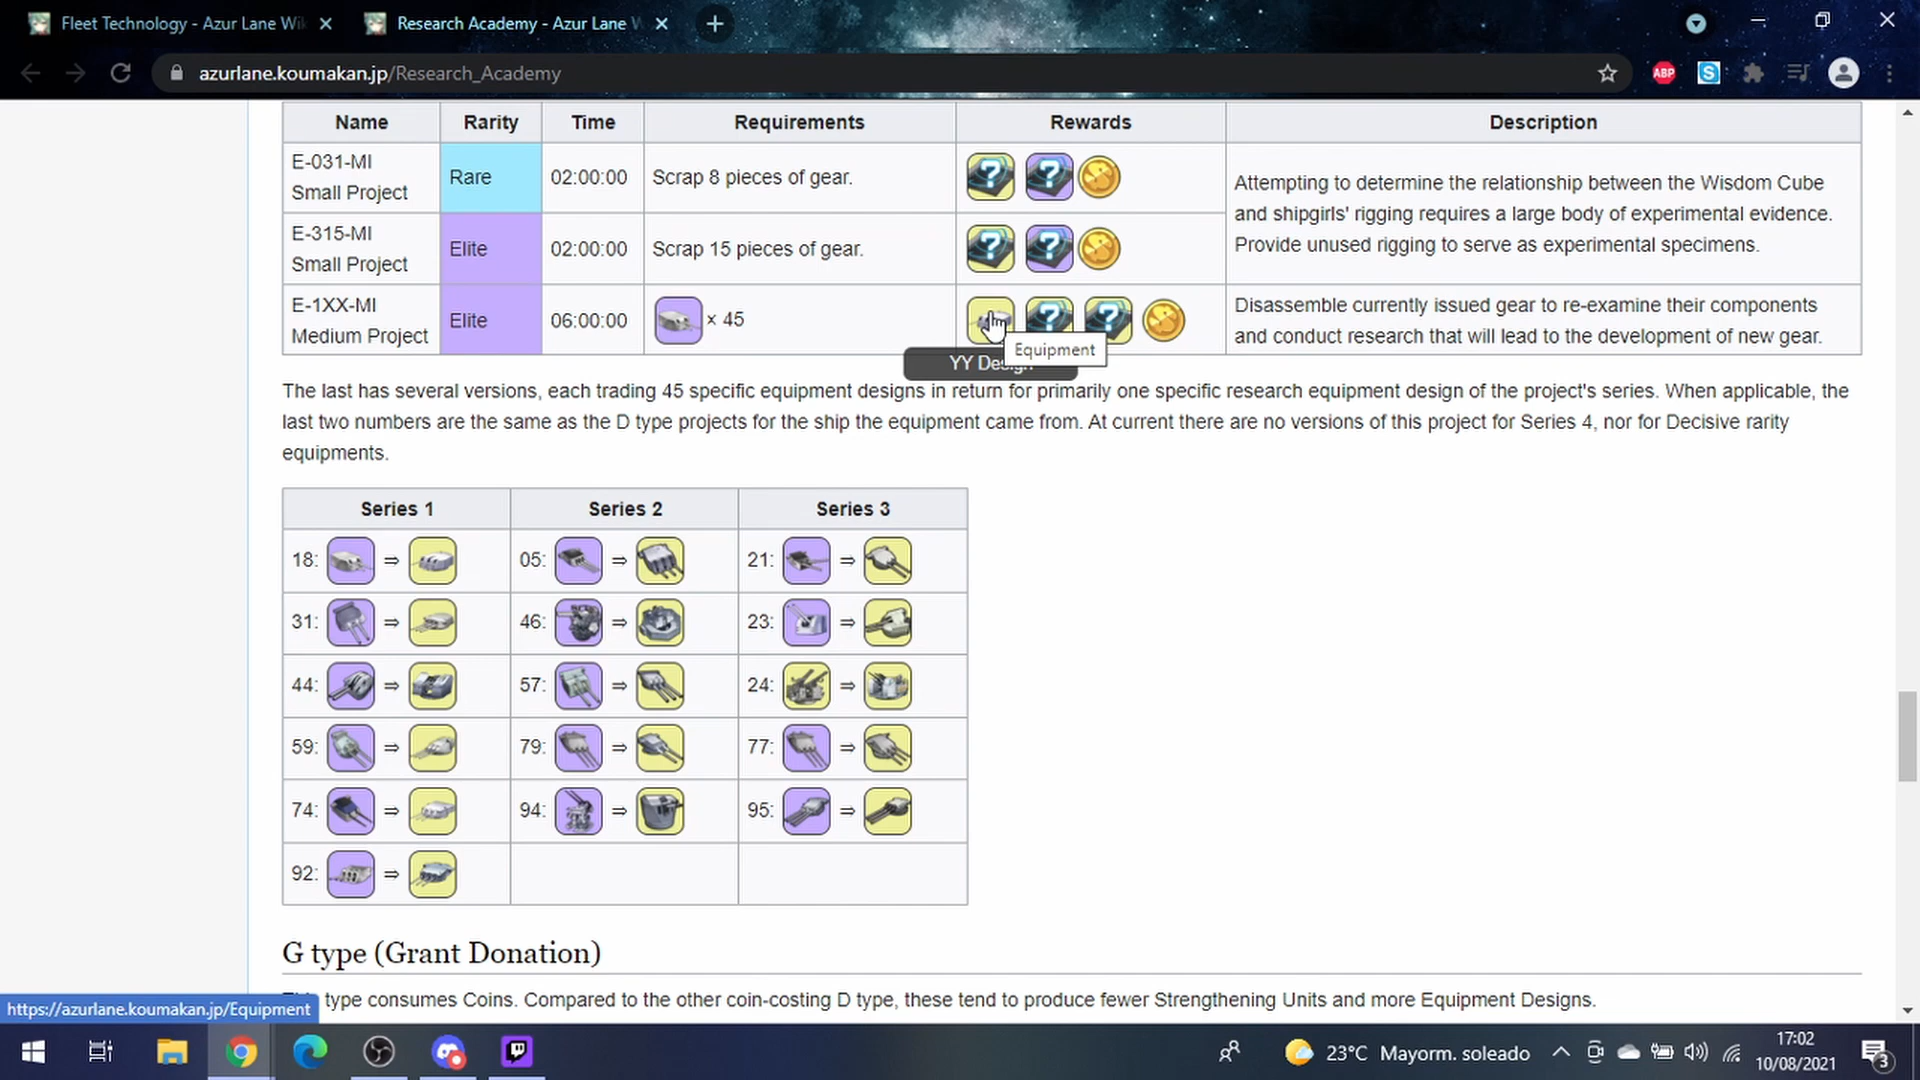 Fleet Technology - Azur Lane Wi
Research Academy - Azur Lane W
azurlane.koumakan.jp/Research_Academy
ABP
S
Name Rarity Time Requirements Rewards Description
E-031-MI
Small Project
Rare 02:00:00 Scrap 8 pieces of gear.
Attempting to determine the relationship between the Wisdom Cube
and shipgirls' rigging requires a large body of experimental evidence.
Provide unused rigging to serve as experimental specimens.
E-315-MI
Small Project
Elite 02:00:00 Scrap 15 pieces of gear.
E-1XX-MI
Medium Project
Elite 06:00:00 × 45
Disassemble currently issued gear to re-examine their components
and conduct research that will lead to the development of new gear.
Equipment
YY Design
The last has several versions, each trading 45 specific equipment designs in return for primarily one specific research equipment design of the project's series. When applicable, the
last two numbers are the same as the D type projects for the ship the equipment came from. At current there are no versions of this project for Series 4, nor for Decisive rarity
equipments.
Series 1 Series 2 Series 3
18: ⇒ 05: ⇒ 21: ⇒
31: ⇒ 46: ⇒ 23: ⇒
44: ⇒ 57: ⇒ 24: ⇒
59: ⇒ 79: ⇒ 77: ⇒
74: ⇒ 94: ⇒ 95: ⇒
92: ⇒
G type (Grant Donation)
type consumes Coins. Compared to the other coin-costing D type, these tend to produce fewer Strengthening Units and more Equipment Designs.
https://azurlane.koumakan.jp/Equipment
23°C Mayorm. soleado
17:02
10/08/2021
3